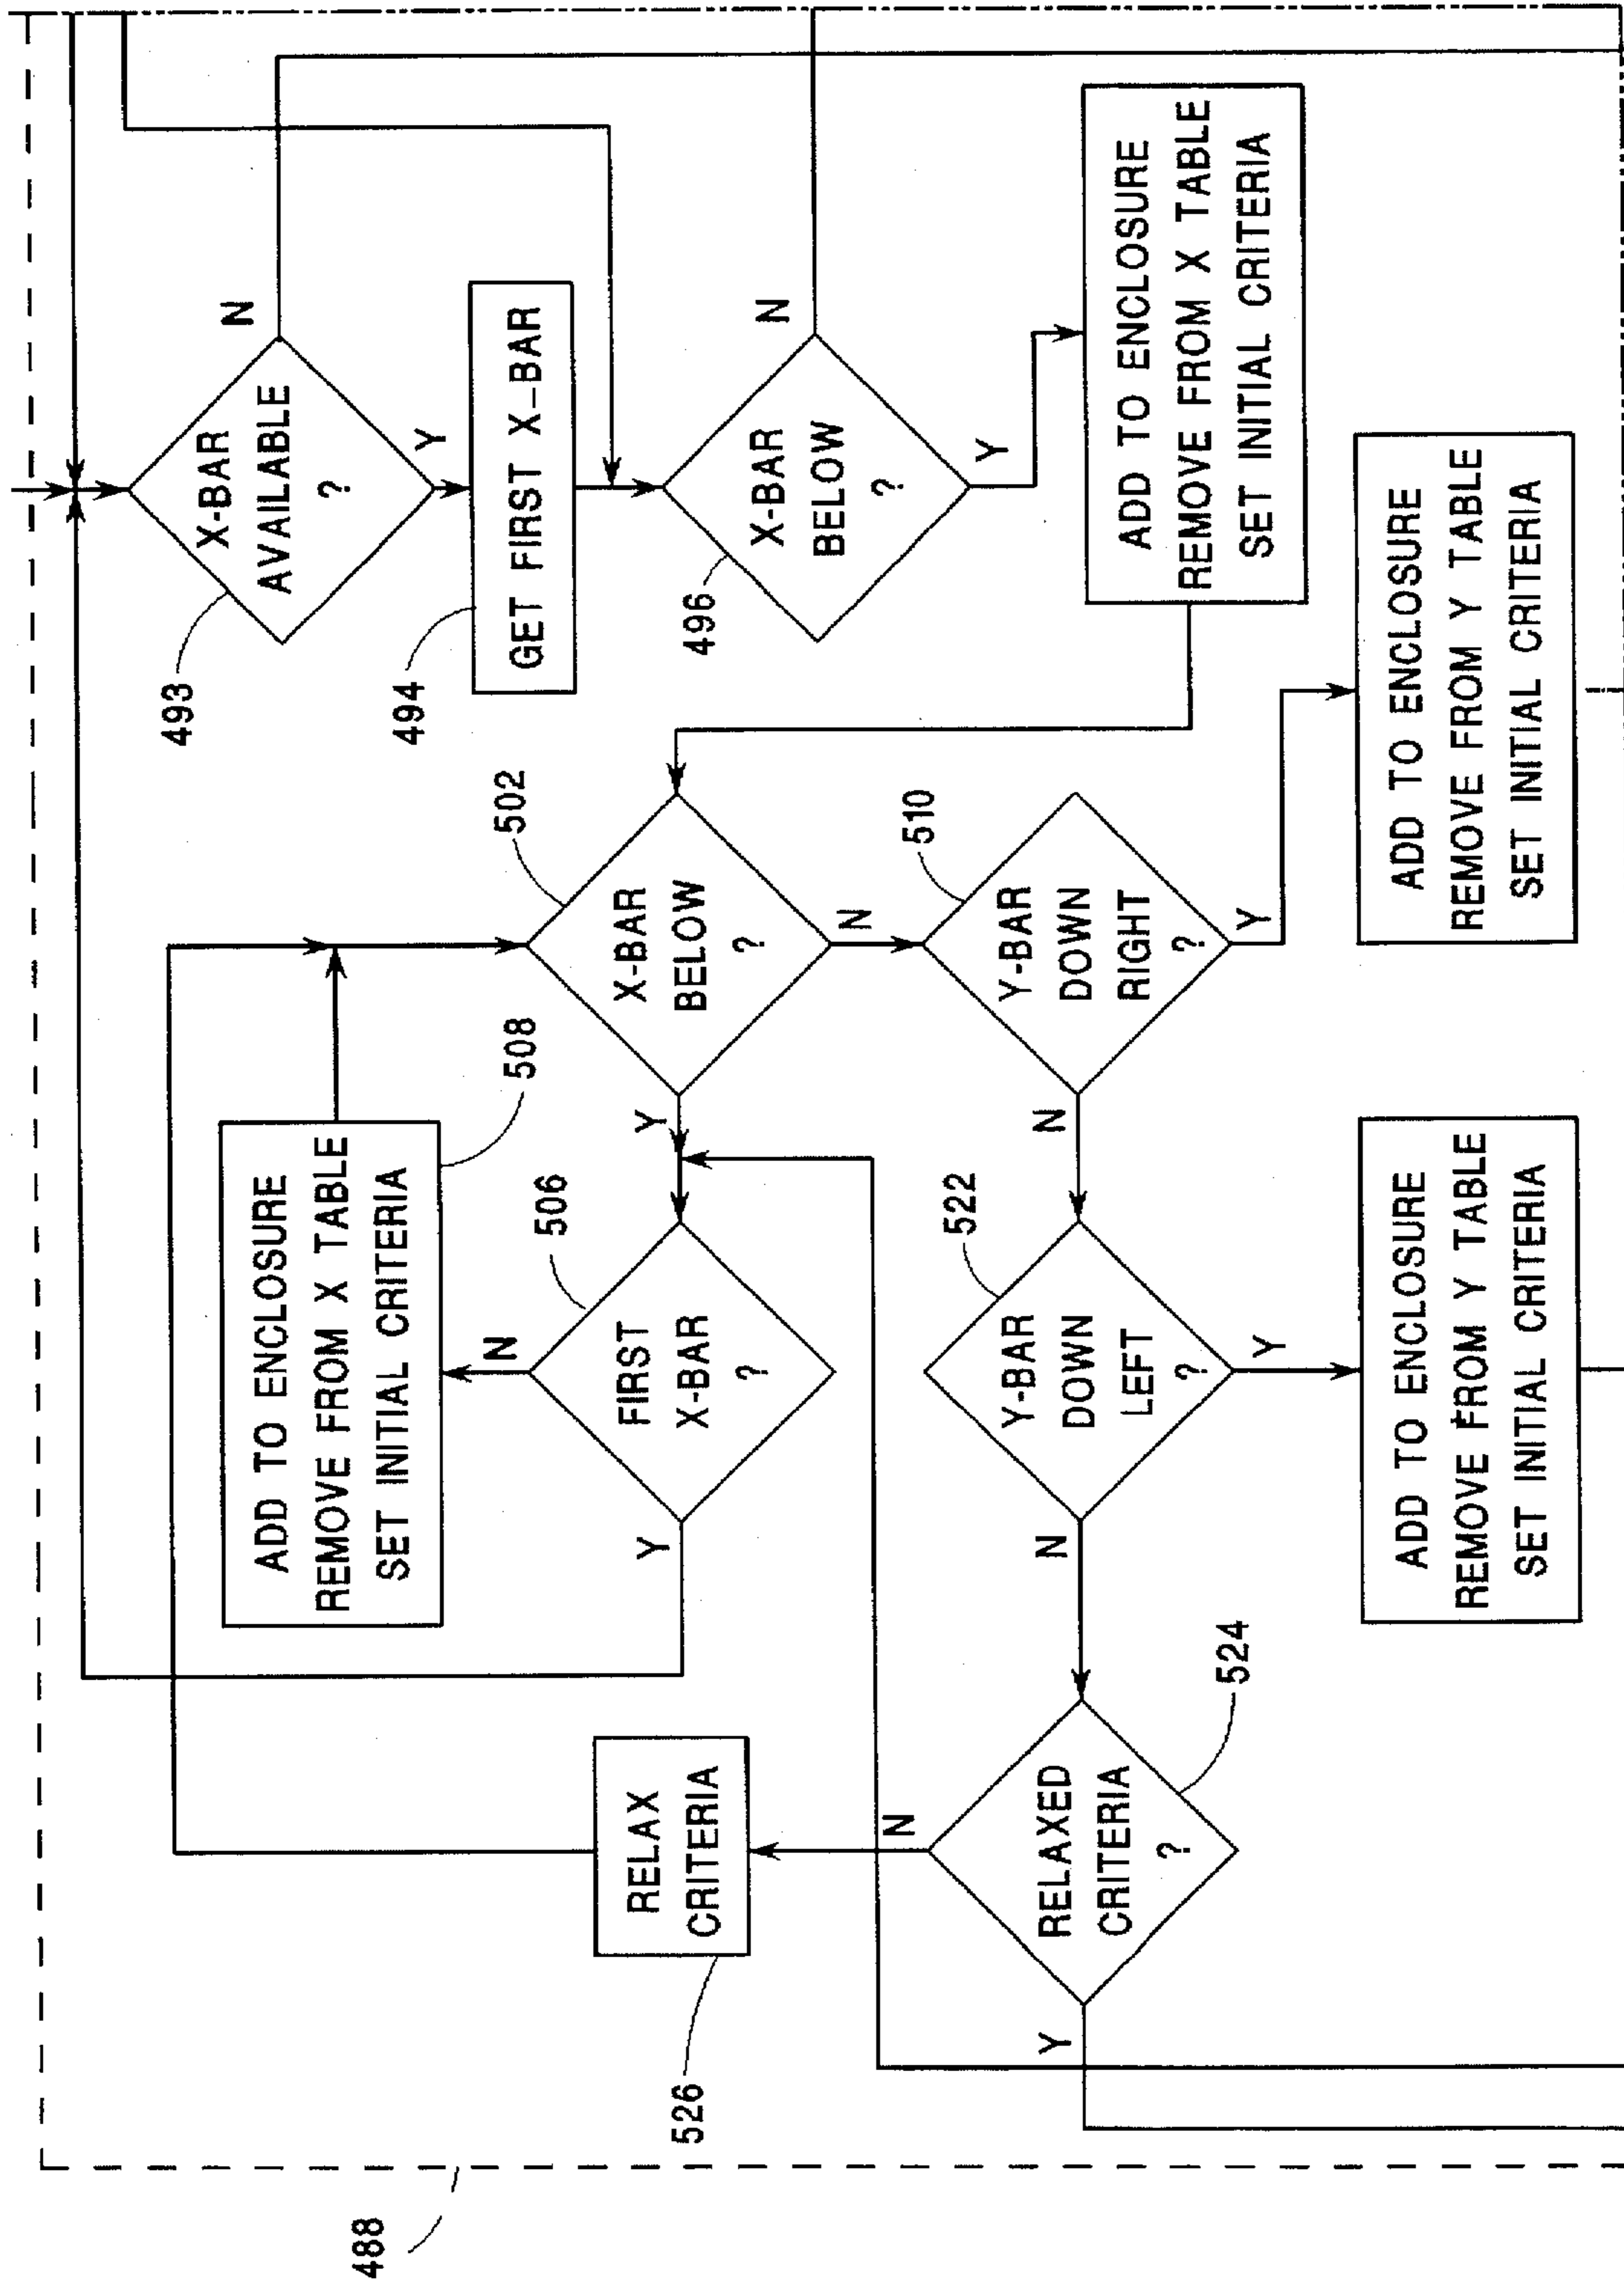 488
X-BAR
AVAILABLE
?
N
Y
493
GET FIRST X-BAR
494
X-BAR
BELOW
?
N
Y
496
ADD TO ENCLOSURE
REMOVE FROM X TABLE
SET INITIAL CRITERIA
X-BAR
BELOW
?
Y
N
502
FIRST
X-BAR
?
N
Y
506
ADD TO ENCLOSURE
REMOVE FROM X TABLE
SET INITIAL CRITERIA
508
Y-BAR
DOWN
RIGHT
?
N
Y
510
ADD TO ENCLOSURE
REMOVE FROM Y TABLE
SET INITIAL CRITERIA
Y-BAR
DOWN
LEFT
?
N
Y
522
ADD TO ENCLOSURE
REMOVE FROM Y TABLE
SET INITIAL CRITERIA
RELAXED
CRITERIA
?
N
Y
524
RELAX
CRITERIA
526